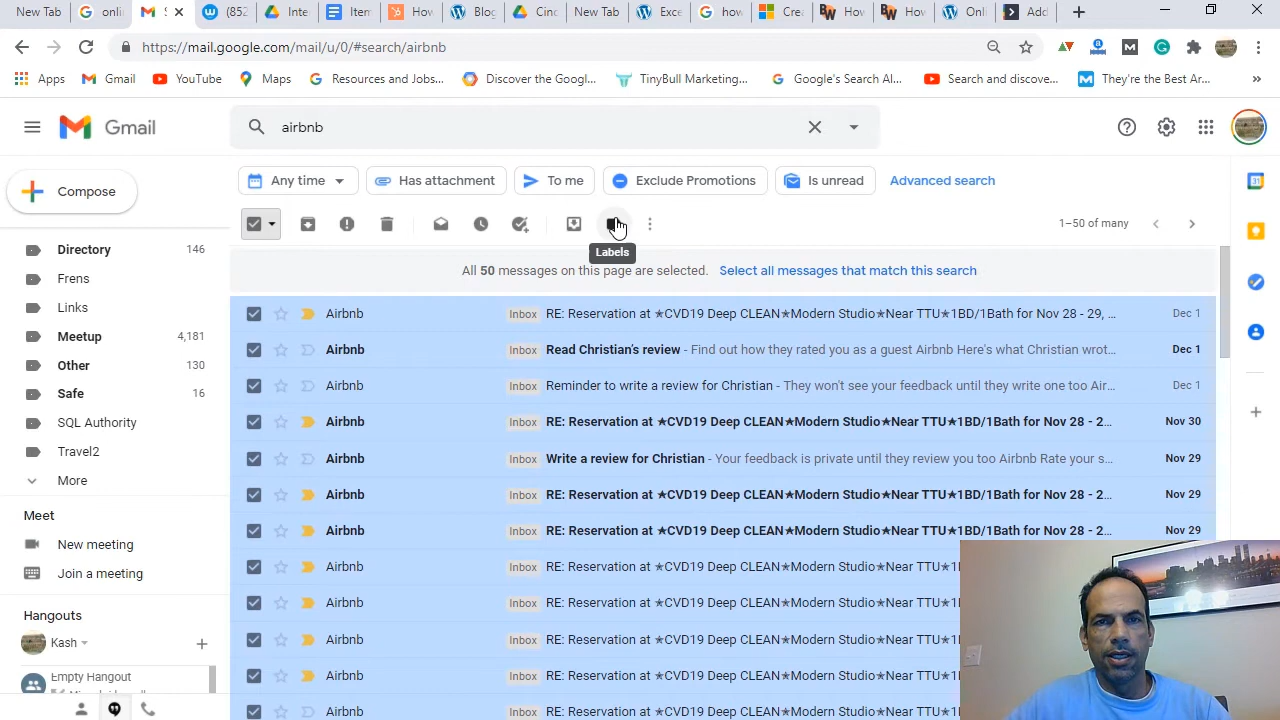 New Tab
onli
S
(852
Inte
Item
How
Blog
Cinc
New Tab
Exce
how
Crea
How
How
Onli
Add
https://mail.google.com/mail/u/0/#search/airbnb
Apps
Gmail
YouTube
Maps
Resources and Jobs...
Discover the Googl...
TinyBull Marketing...
Google's Search Al...
Search and discove...
They're the Best Ar...
Gmail
airbnb
Compose
Any time
Has attachment
To me
Exclude Promotions
Is unread
Advanced search
1–50 of many
Labels
All 50 messages on this page are selected. Select all messages that match this search
Directory 146
Frens
Links
Meetup 4,181
Other 130
Safe 16
SQL Authority
Travel2
More
Meet
New meeting
Join a meeting
Hangouts
Kash
Empty Hangout
Airbnb Inbox RE: Reservation at ★CVD19 Deep CLEAN★Modern Studio★Near TTU★1BD/1Bath for Nov 28 - 29, ... Dec 1
Airbnb Inbox Read Christian's review - Find out how they rated you as a guest Airbnb Here's what Christian wrot... Dec 1
Airbnb Inbox Reminder to write a review for Christian - They won't see your feedback until they write one too Air... Dec 1
Airbnb Inbox RE: Reservation at ★CVD19 Deep CLEAN★Modern Studio★Near TTU★1BD/1Bath for Nov 28 - 2... Nov 30
Airbnb Inbox Write a review for Christian - Your feedback is private until they review you too Airbnb Rate your s... Nov 29
Airbnb Inbox RE: Reservation at ★CVD19 Deep CLEAN★Modern Studio★Near TTU★1BD/1Bath for Nov 28 - 2... Nov 29
Airbnb Inbox RE: Reservation at ★CVD19 Deep CLEAN★Modern Studio★Near TTU★1BD/1Bath for Nov 28 - 2... Nov 29
Airbnb Inbox RE: Reservation at ★CVD19 Deep CLEAN★Modern Studio★Near TTU★1
Airbnb Inbox RE: Reservation at ★CVD19 Deep CLEAN★Modern Studio★Near TTU★1
Airbnb Inbox RE: Reservation at ★CVD19 Deep CLEAN★Modern Studio★Near TTU★1
Airbnb Inbox RE: Reservation at ★CVD19 Deep CLEAN★Modern Studio★Near TTU★1
Airbnb Inbox RE: Reservation at ★CVD19 Deep CLEAN★Modern Studio★Near TTU★1